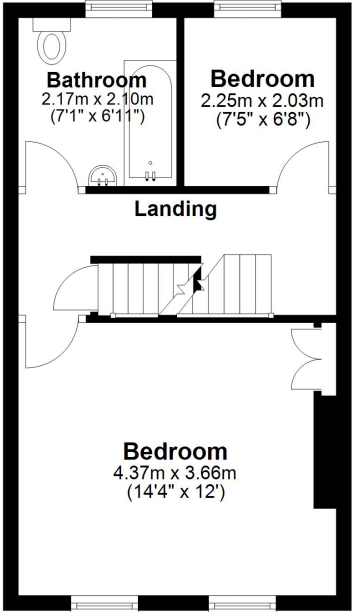 Bathroom
2.17m x 2.10m
(7'1" x 6'11")
Bedroom
2.25m x 2.03m
(7'5" x 6'8")
Landing
Bedroom
4.37m x 3.66m
(14'4" x 12')